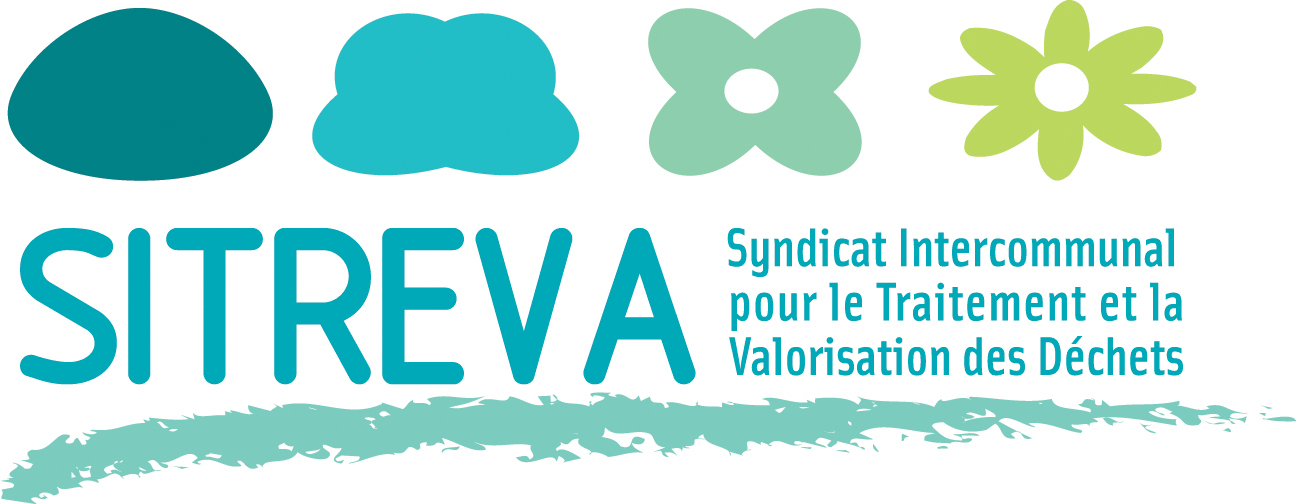 SITREVA
Syndicat Intercommunal
pour le Traitement et la
Valorisation des Déchets